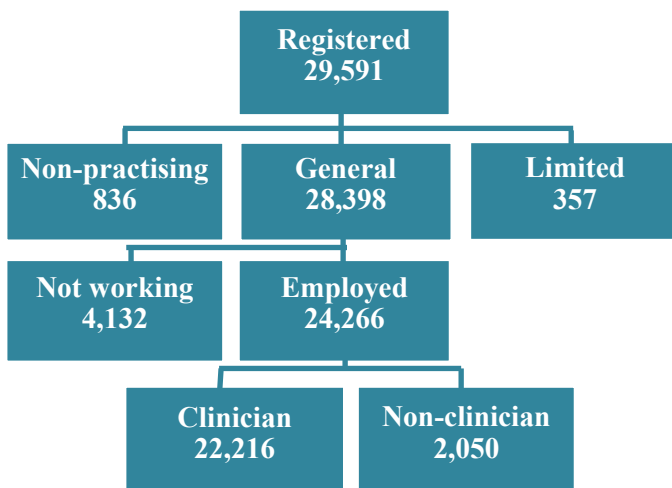 Registered
29,591
Non-practising
836
General
28,398
Limited
357
Not working
4,132
Employed
24,266
Clinician
22,216
Non-clinician
2,050